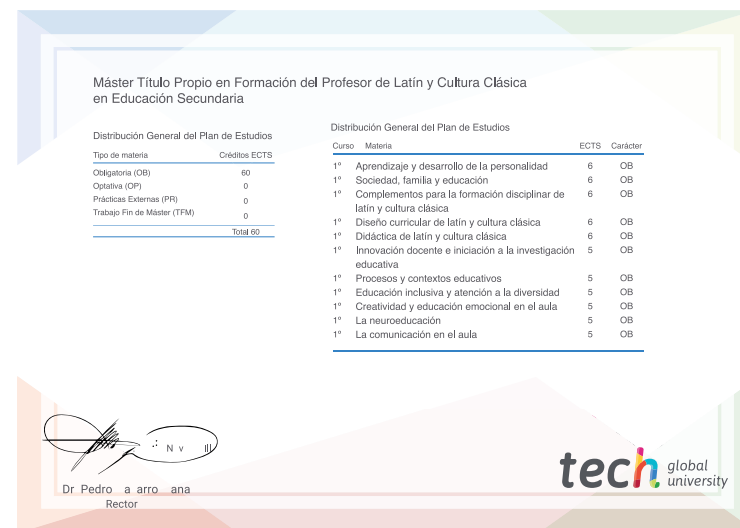 Máster Título Propio en Formación del Profesor de Latín y Cultura Clásica
en Educación Secundaria
Distribución General del Plan de Estudios
Tipo de materia Créditos ECTS
Obligatoria (OB) 60
Optativa (OP) 0
Prácticas Externas (PR) 0
Trabajo Fin de Máster (TFM) 0
Total 60
Distribución General del Plan de Estudios
Curso Materia ECTS Carácter
1º Aprendizaje y desarrollo de la personalidad 6 OB
1º Sociedad, familia y educación 6 OB
1º Complementos para la formación disciplinar de 6 OB
latín y cultura clásica
1º Diseño curricular de latín y cultura clásica 6 OB
1º Didáctica de latín y cultura clásica 6 OB
1º Innovación docente e iniciación a la investigación 5 OB
educativa
1º Procesos y contextos educativos 5 OB
1º Educación inclusiva y atención a la diversidad 5 OB
1º Creatividad y educación emocional en el aula 5 OB
1º La neuroeducación 5 OB
1º La comunicación en el aula 5 OB
Dr Pedro
Rector
tech global
university